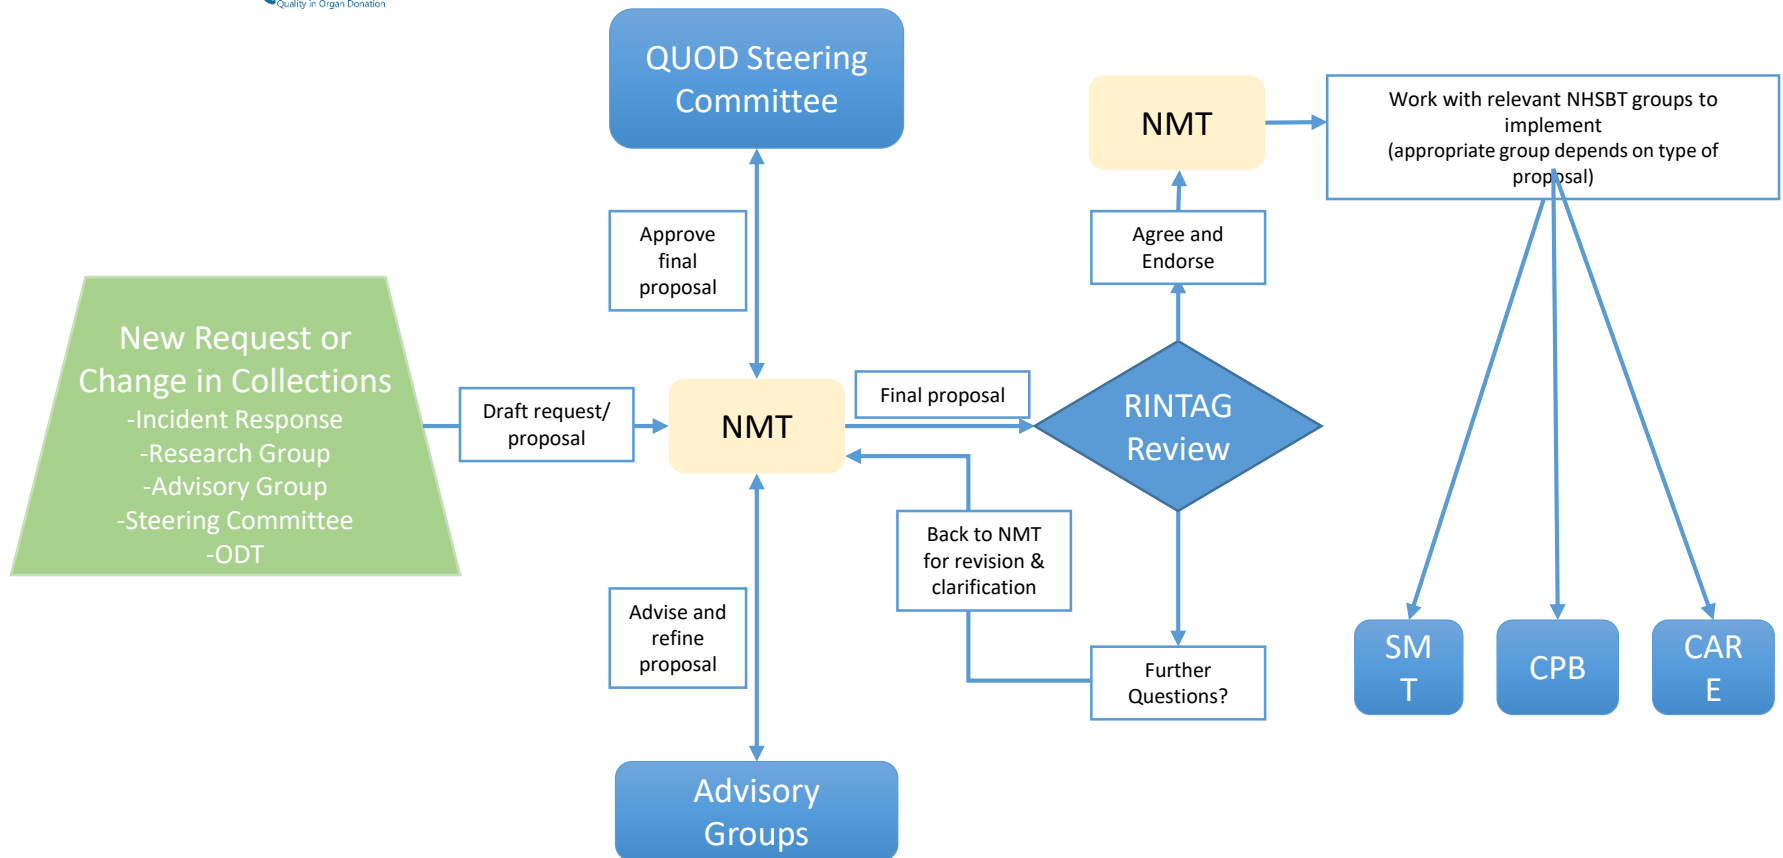 Quality in Organ Donation
QUOD Steering
Committee
NMT
Work with relevant NHSBT groups to
implement
(appropriate group depends on type of
proposal)
Approve
final
proposal
Agree and
Endorse
New Request or
Change in Collections
-Incident Response
-Research Group
-Advisory Group
-Steering Committee
-ODT
Draft request/
proposal
NMT
Final proposal
RINTAG
Review
Back to NMT
for revision &
clarification
Advise and
refine
proposal
Further
Questions?
SM
T
CPB
CAR
E
Advisory
Groups